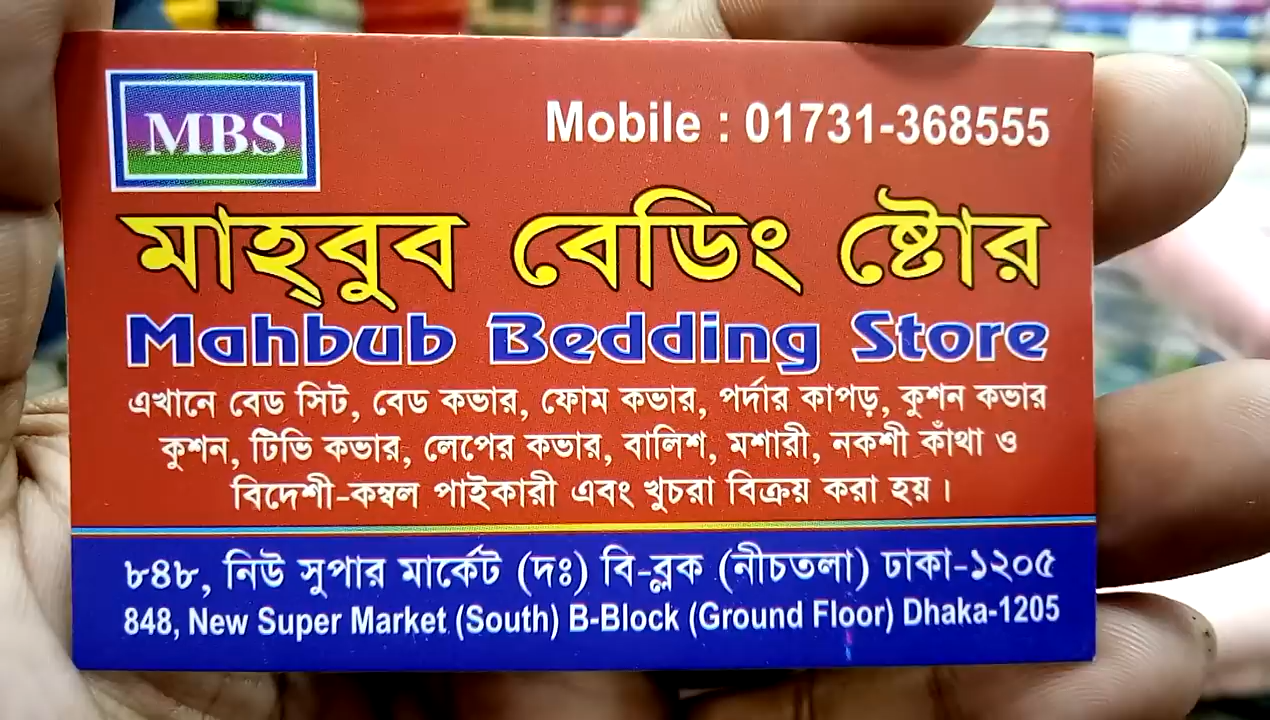 MBS
Mobile : 01731-368555
মাহ্‌বুব বেডিং ষ্টোর
Mahbub Bedding Store
এখানে বেড সিট, বেড কভার, ফোম কভার, পর্দার কাপড়, কুশন কভার
কুশন, টিভি কভার, লেপের কভার, বালিশ, মশারী, নকশী কাঁথা ও
বিদেশী-কম্বল পাইকারী এবং খুচরা বিক্রয় করা হয়।
৮৪৮, নিউ সুপার মার্কেট (দঃ) বি-ব্লক (নীচতলা) ঢাকা-১২০৫
848, New Super Market (South) B-Block (Ground Floor) Dhaka-1205